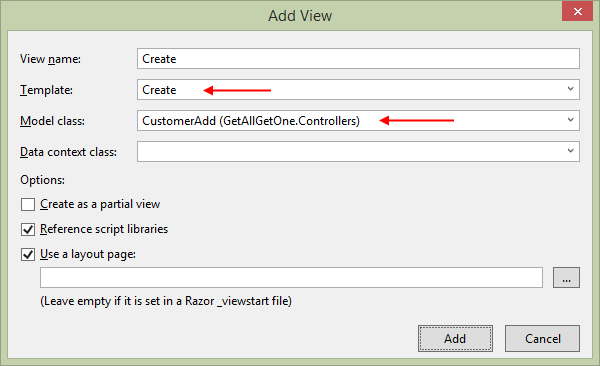 Add View
View name:
Create
Template:
Create
Model class:
CustomerAdd (GetAllGetOne.Controllers)
Data context class:
Options:
Create as a partial view
Reference script libraries
Use a layout page:
...
(Leave empty if it is set in a Razor _viewstart file)
Add
Cancel